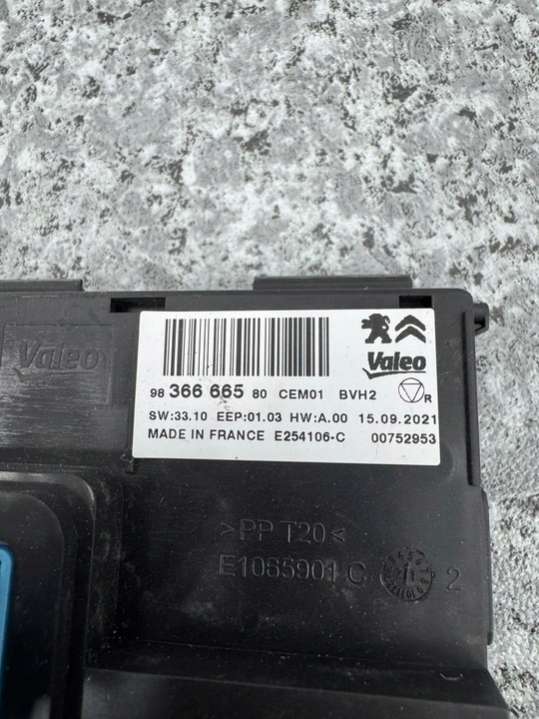 Valeo
Valeo
98 366 665 80 CEM01 BVH2 R
SW:33.10 EEP:01.03 HW:A.00 15.09.2021
MADE IN FRANCE E254106-C 00752953
>PP T20<
E1065901 C 2